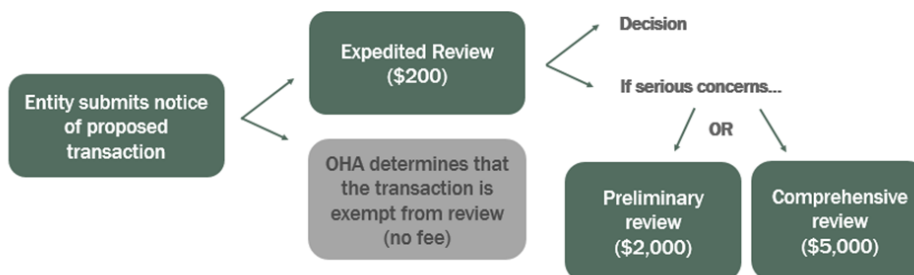 Entity submits notice
of proposed
transaction
Expedited Review
($200)
OHA determines that
the transaction is
exempt from review
(no fee)
Decision
If serious concerns...
OR
Preliminary
review
($2,000)
Comprehensive
review
($5,000)